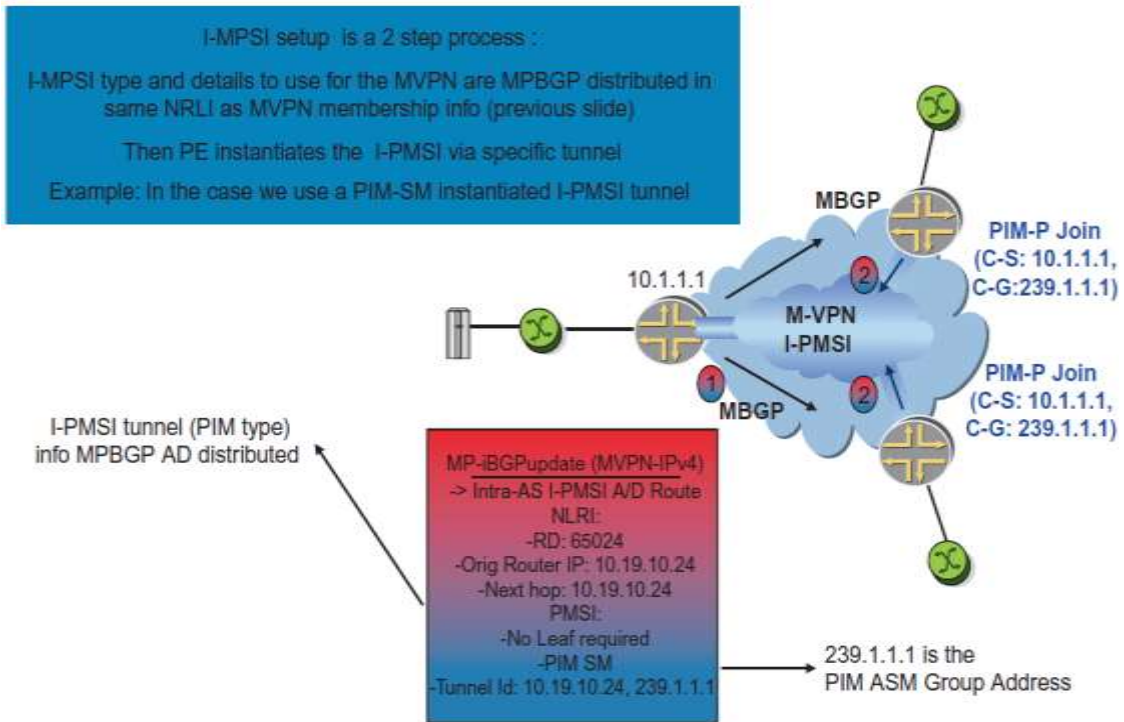 I-MPSI setup is a 2 step process :
I-MPSI type and details to use for the MVPN are MPBGP distributed in
same NRLI as MVPN membership info (previous slide)
Then PE instantiates the I-PMSI via specific tunnel
Example: In the case we use a PIM-SM instantiated I-PMSI tunnel
MBGP
PIM-P Join
(C-S: 10.1.1.1,
C-G:239.1.1.1)
2
10.1.1.1
M-VPN
I-PMSI
1
MBGP
2
PIM-P Join
(C-S: 10.1.1.1,
C-G: 239.1.1.1)
I-PMSI tunnel (PIM type)
info MPBGP AD distributed
MP-iBGPupdate (MVPN-IPv4)
-> Intra-AS I-PMSI A/D Route
NLRI:
-RD: 65024
-Orig Router IP: 10.19.10.24
-Next hop: 10.19.10.24
PMSI:
-No Leaf required
-PIM SM
-Tunnel Id: 10.19.10.24, 239.1.1.1
239.1.1.1 is the
PIM ASM Group Address